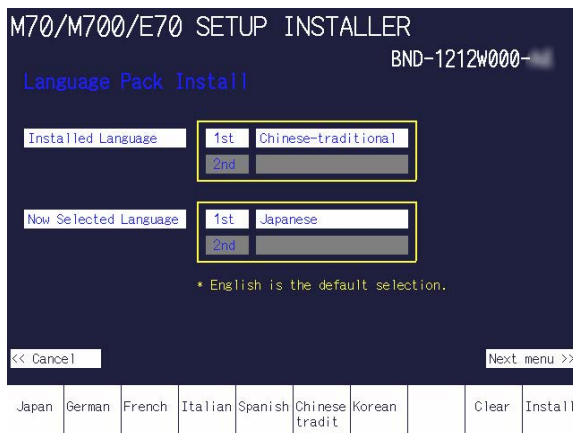 M70/M700/E70 SETUP INSTALLER
BND-1212W000-
Language Pack Install
Installed Language 1st Chinese-traditional
2nd
Now Selected Language 1st Japanese
2nd
* English is the default selection.
<< Cancel Next menu >>
Japan German French Italian Spanish Chinese tradit Korean Clear Install